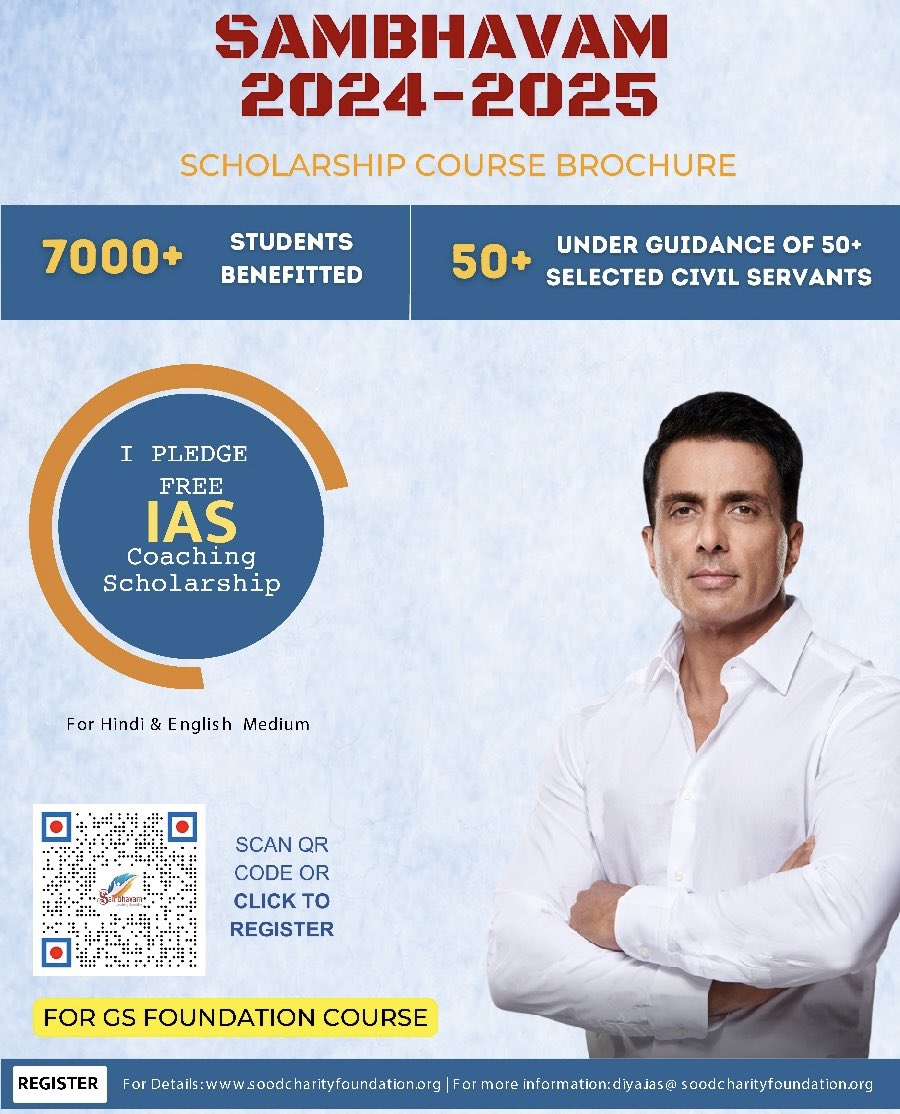 SAMBHAVAM
2024-2025
SCHOLARSHIP COURSE BROCHURE
7000+
STUDENTS
BENEFITTED
50+
UNDER GUIDANCE OF 50+
SELECTED CIVIL SERVANTS
I PLEDGE
FREE
IAS
Coaching
Scholarship
For Hindi & English Medium
Sambhavam
SCAN QR
CODE OR
CLICK TO
REGISTER
FOR GS FOUNDATION COURSE
REGISTER
For Details: www.soodcharityfoundation.org | For more information: diya.ias@ soodcharityfoundation.org